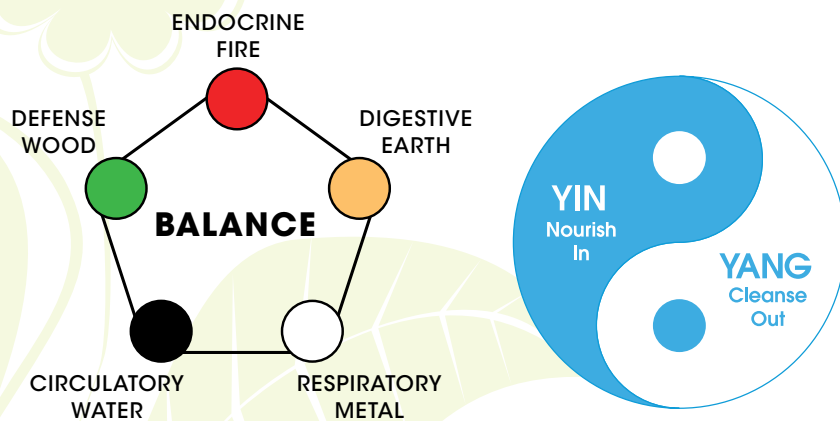 ENDOCRINE
FIRE
DEFENSE
WOOD
DIGESTIVE
EARTH
BALANCE
CIRCULATORY
WATER
RESPIRATORY
METAL
YIN
Nourish
In
YANG
Cleanse
Out